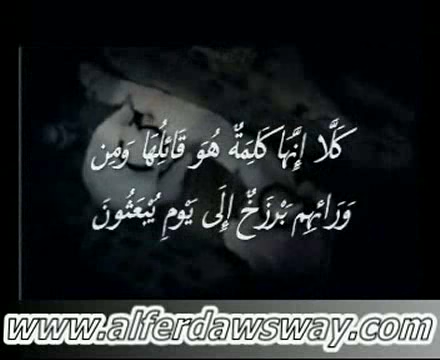 كَلَّا إِنَّهَا كَلِمَةٌ هُوَ قَائِلُهَا وَمِن
وَرَائِهِم بَرْزَخٌ إِلَى يَوْمِ يُبْعَثُونَ
www.alferdawsway.com